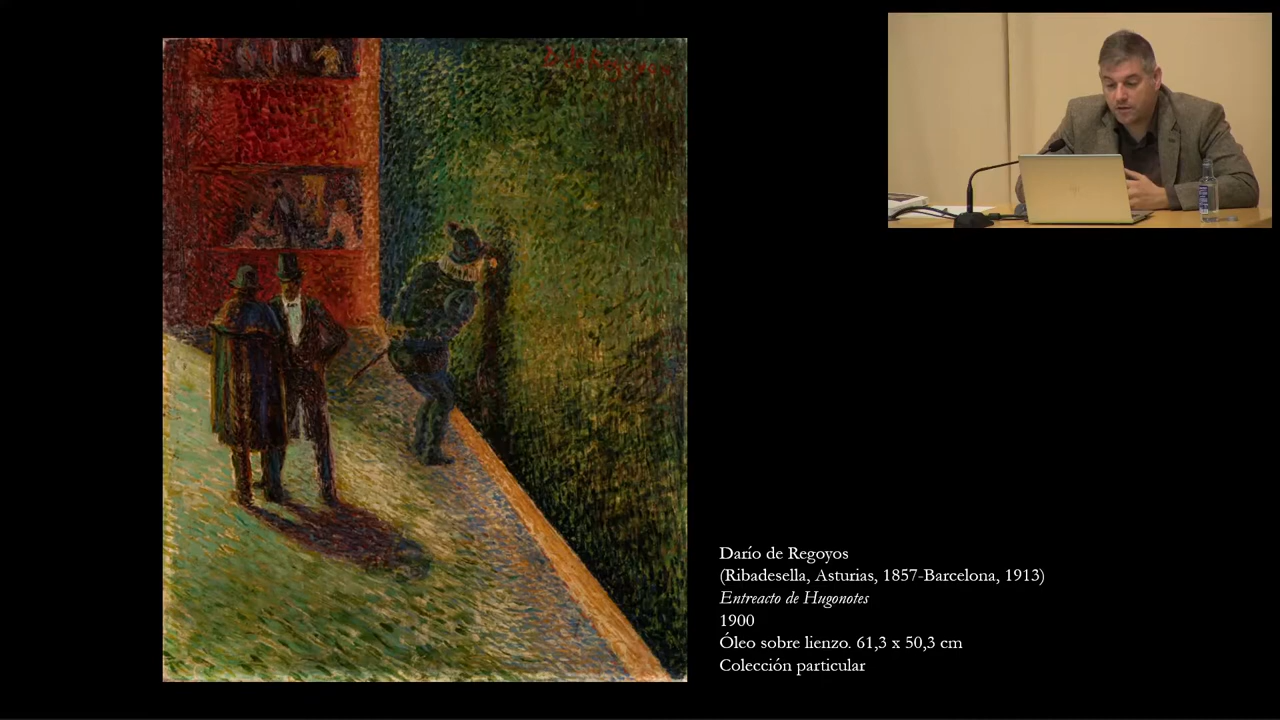 Darío de Regoyos
(Ribadesella, Asturias, 1857-Barcelona, 1913)
Entreacto de Hugonotes
1900
Óleo sobre lienzo. 61,3 x 50,3 cm
Colección particular